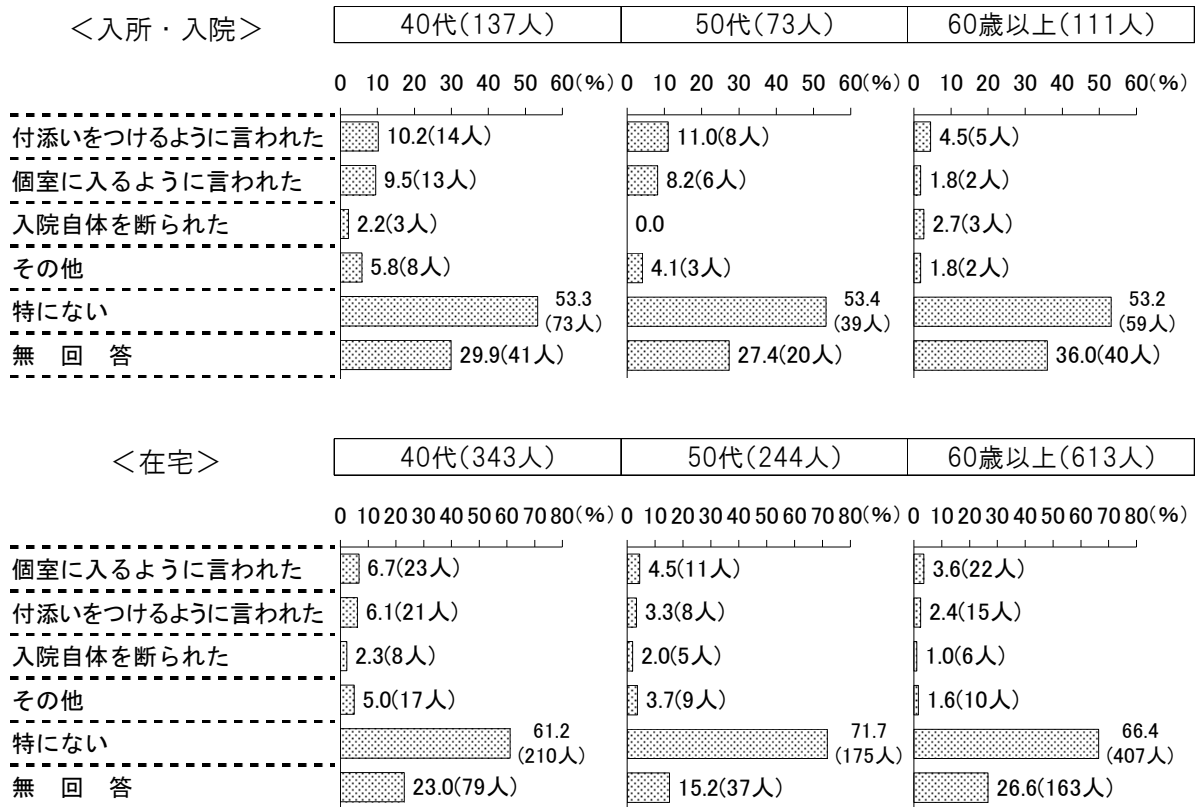 ＜入所・入院＞ 40代(137人) 50代(73人) 60歳以上(111人)
0 10 20 30 40 50 60(%) 0 10 20 30 40 50 60(%) 0 10 20 30 40 50 60(%)
付添いをつけるように言われた 10.2(14人) 11.0(8人) 4.5(5人)
個室に入るように言われた 9.5(13人) 8.2(6人) 1.8(2人)
入院自体を断られた 2.2(3人) 0.0 2.7(3人)
その他 5.8(8人) 4.1(3人) 1.8(2人)
特にない 53.3(73人) 53.4(39人) 53.2(59人)
無 回 答 29.9(41人) 27.4(20人) 36.0(40人)
＜在宅＞ 40代(343人) 50代(244人) 60歳以上(613人)
0 10 20 30 40 50 60 70 80(%) 0 10 20 30 40 50 60 70 80(%) 0 10 20 30 40 50 60 70 80(%)
個室に入るように言われた 6.7(23人) 4.5(11人) 3.6(22人)
付添いをつけるように言われた 6.1(21人) 3.3(8人) 2.4(15人)
入院自体を断られた 2.3(8人) 2.0(5人) 1.0(6人)
その他 5.0(17人) 3.7(9人) 1.6(10人)
特にない 61.2(210人) 71.7(175人) 66.4(407人)
無 回 答 23.0(79人) 15.2(37人) 26.6(163人)